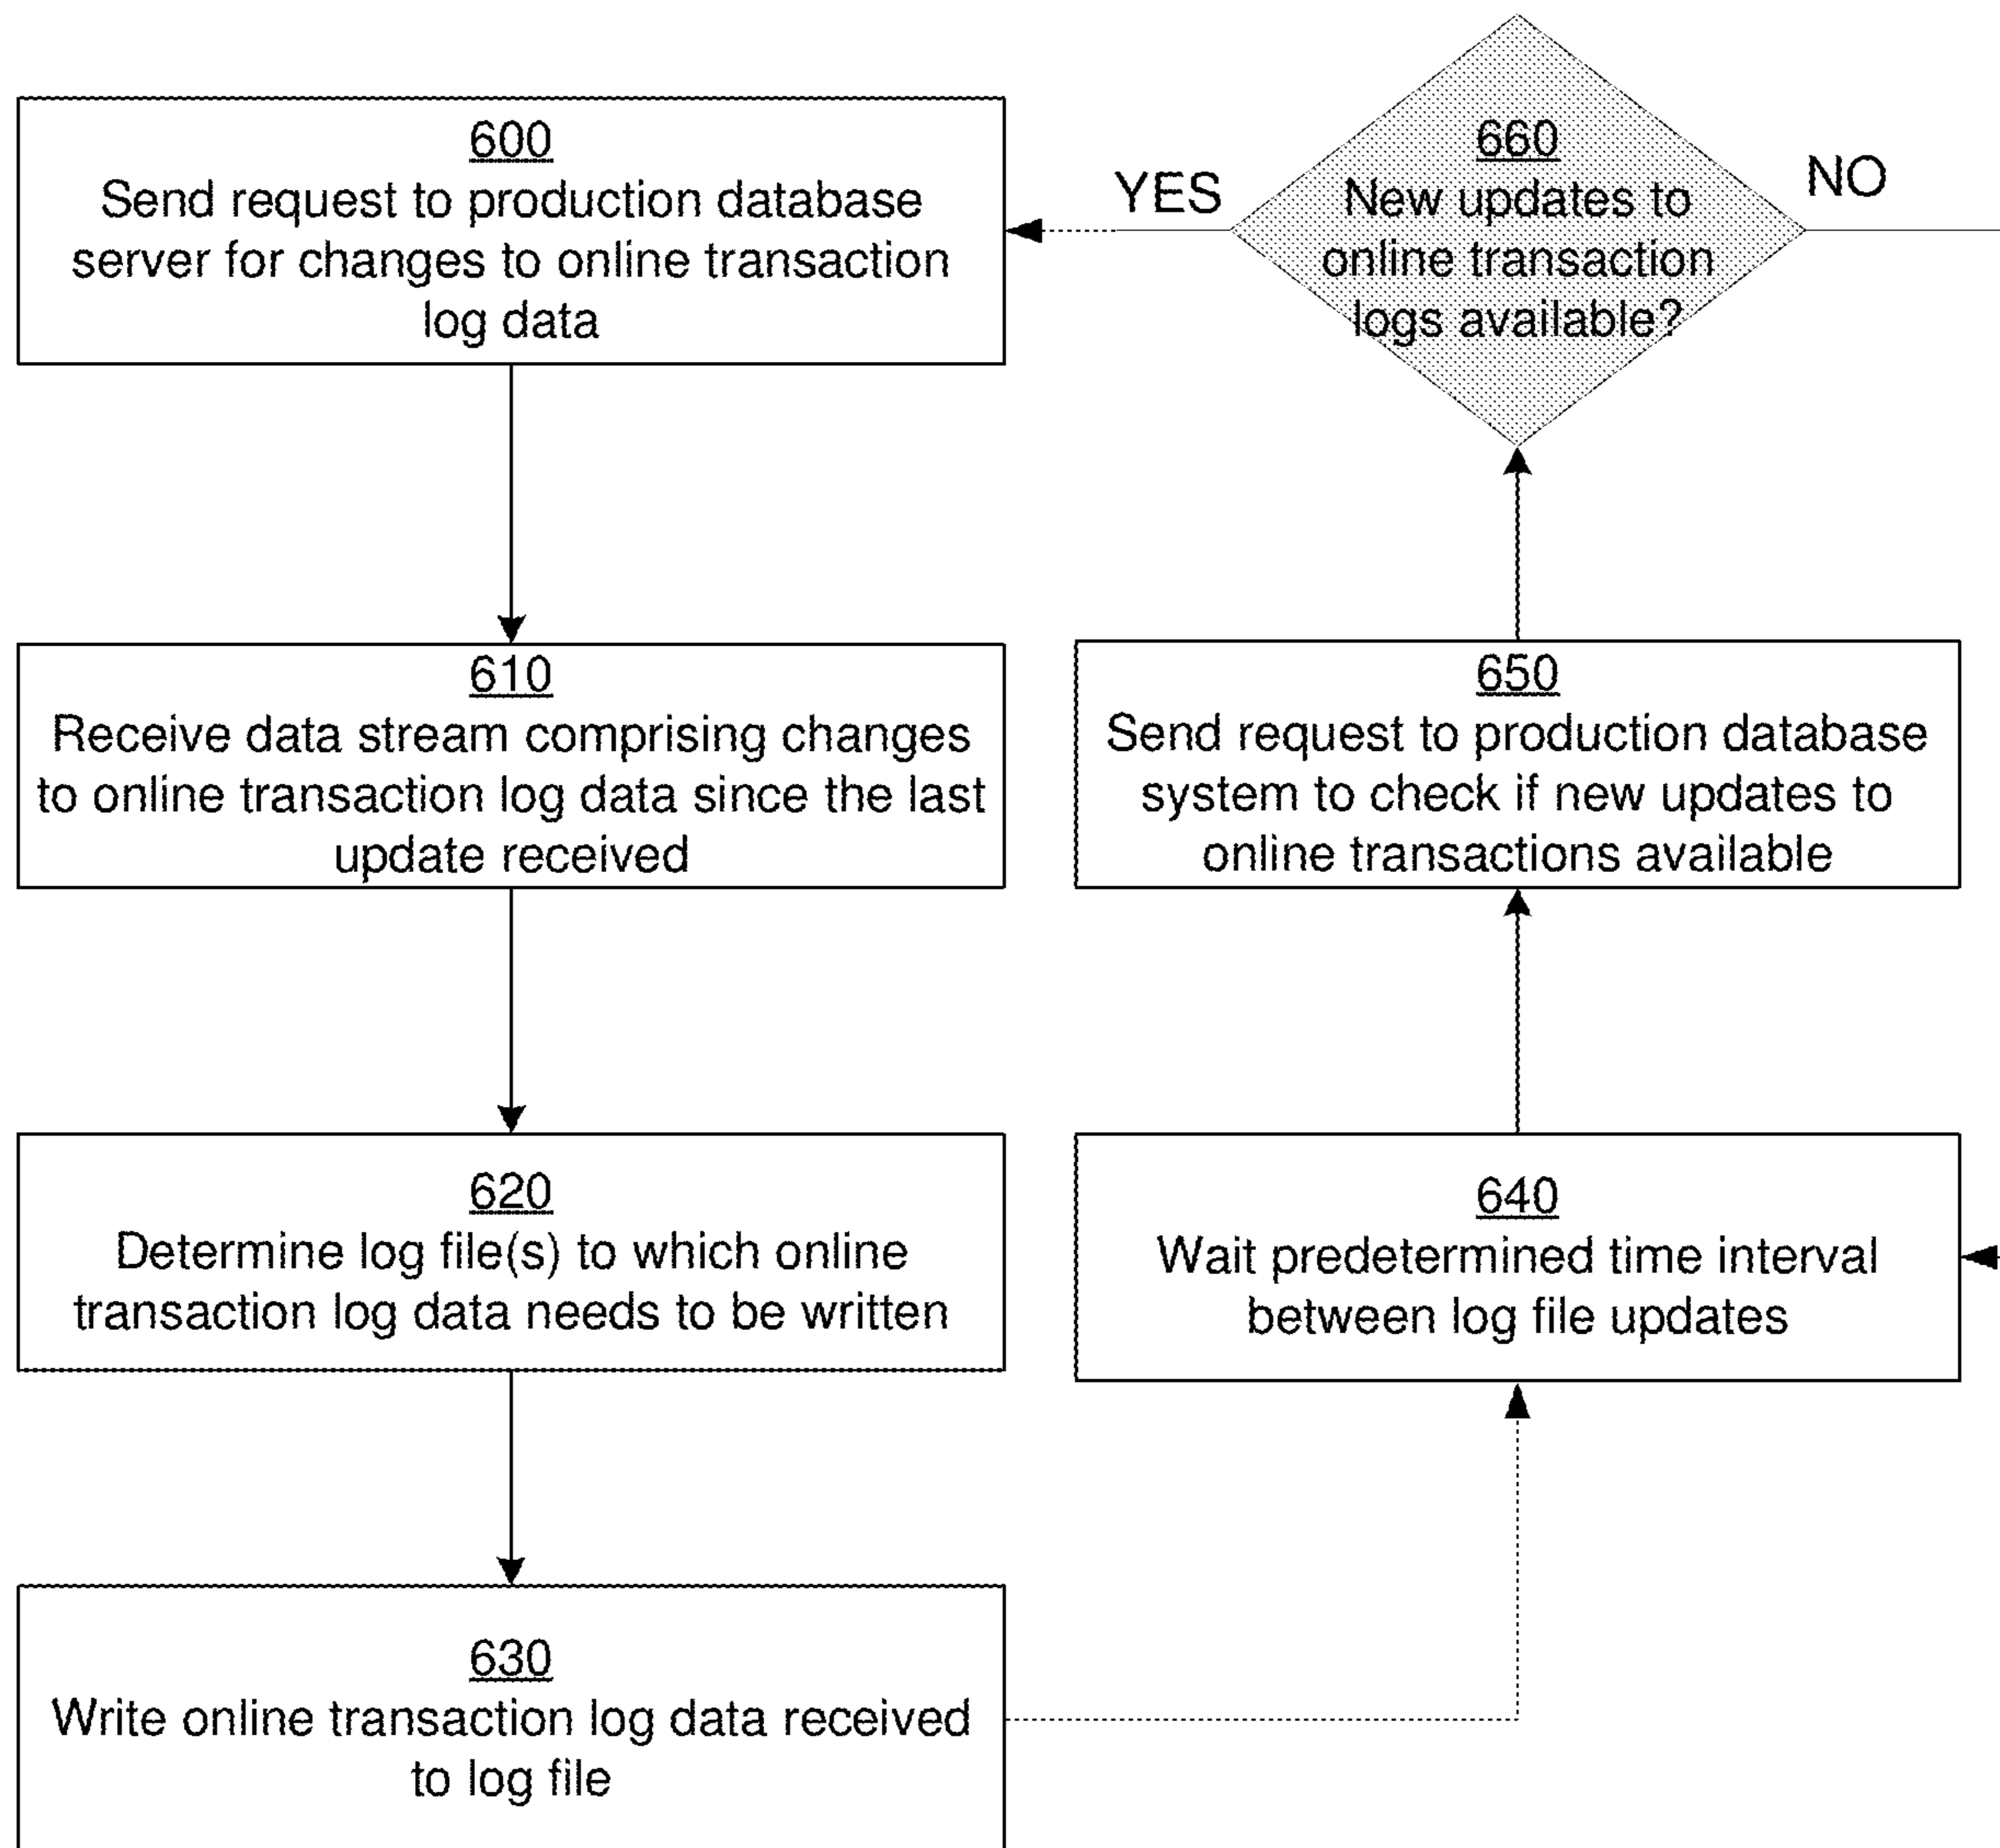 600
Send request to production database
server for changes to online transaction
log data
610
Receive data stream comprising changes
to online transaction log data since the last
update received
620
Determine log file(s) to which online
transaction log data needs to be written
630
Write online transaction log data received
to log file
640
Wait predetermined time interval
between log file updates
650
Send request to production database
system to check if new updates to
online transactions available
660
New updates to
online transaction
logs available?
YES
NO